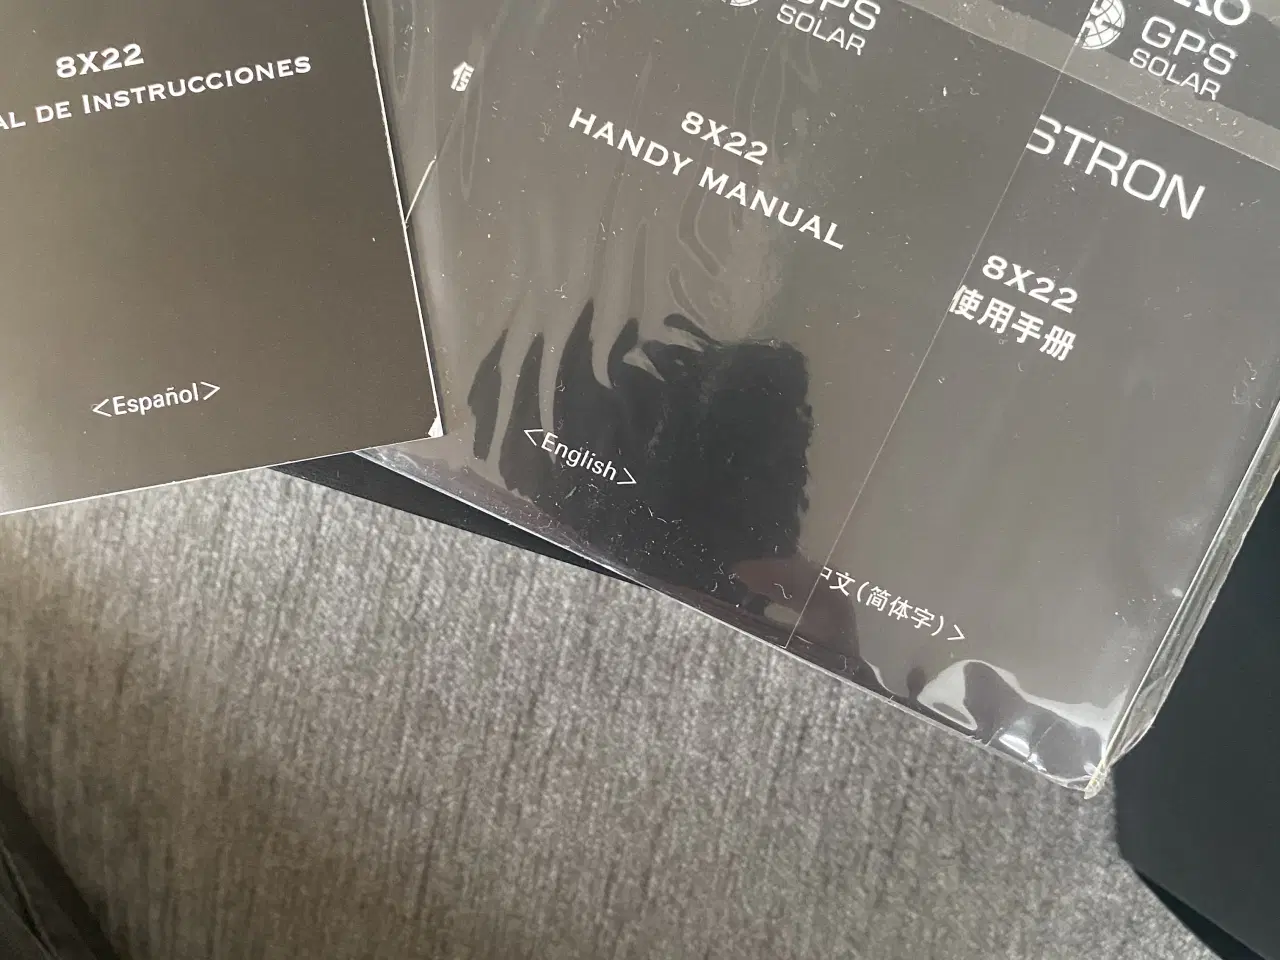 8X22
AL DE INSTRUCCIONES
<Español>
GPS
SOLAR
8X22
HANDY MANUAL
<English>
GPS
SOLAR
STRON
8X22
使用手册
中文(简体字)>